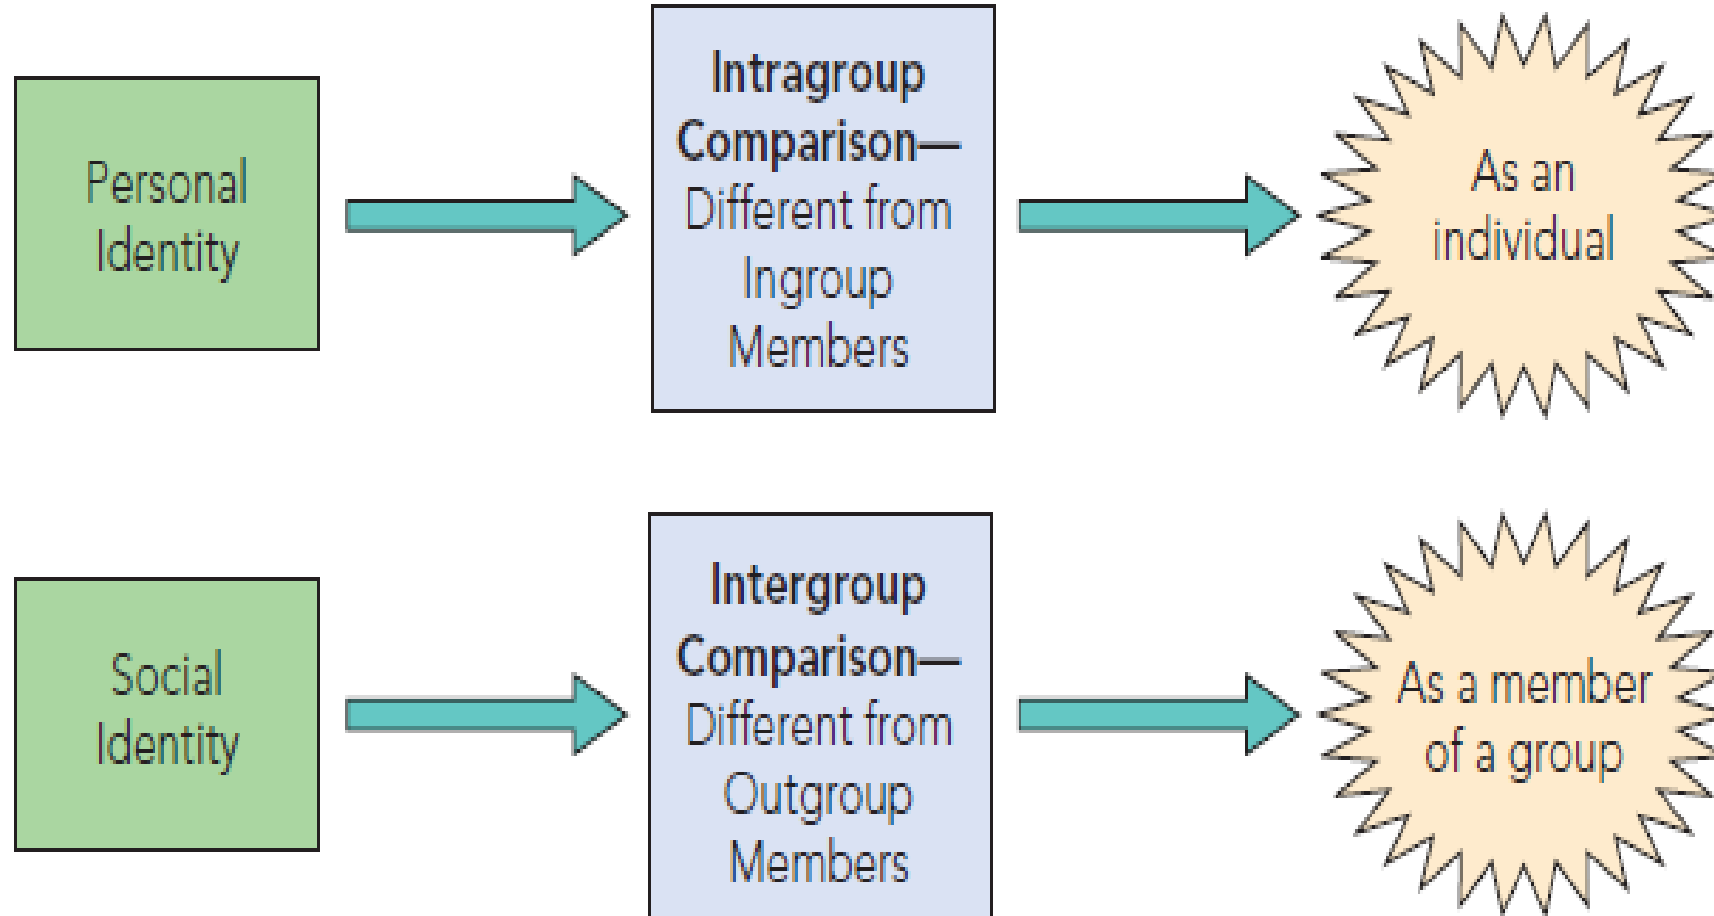 Personal
Identity
Intragroup
Comparison—
Different from
Ingroup
Members
As an
individual
Social
Identity
Intergroup
Comparison—
Different from
Outgroup
Members
As a member
of a group